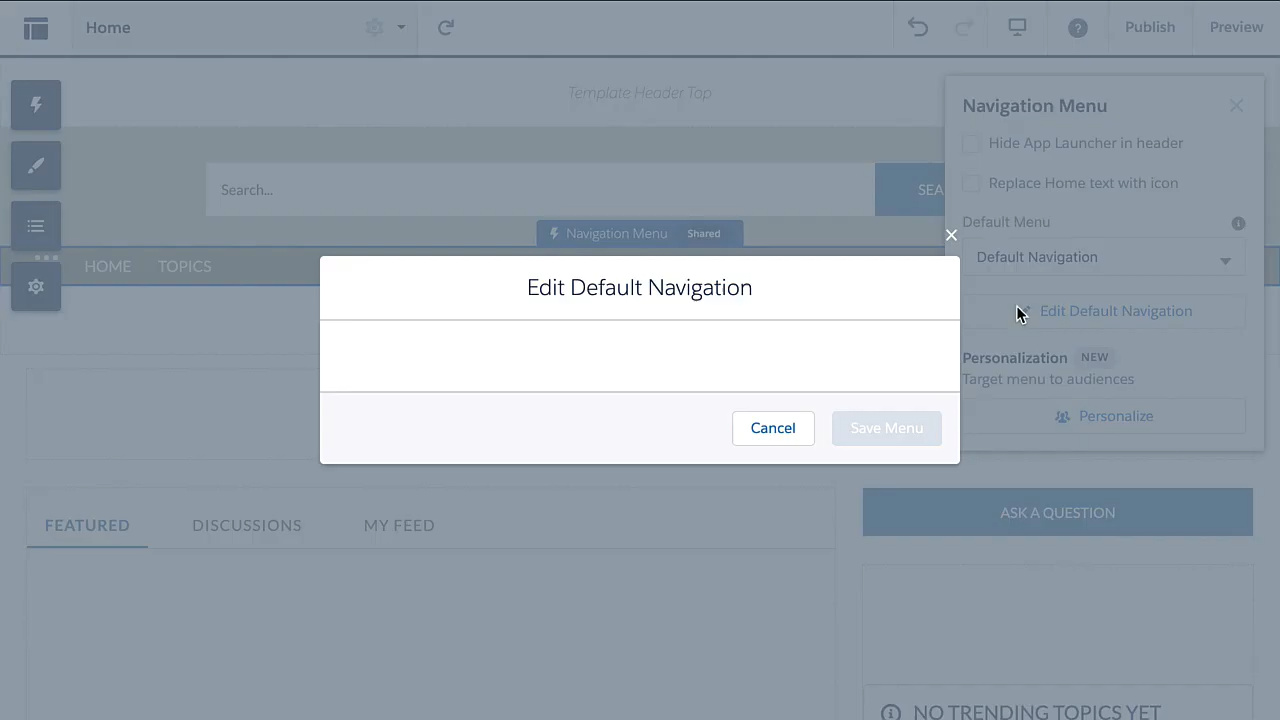 Home
Publish
Preview
Template Header Top
Navigation Menu
Hide App Launcher in header
Search...
SEA
Replace Home text with icon
Default Menu
Navigation Menu Shared
Default Navigation
HOME TOPICS
Edit Default Navigation
Edit Default Navigation
Personalization NEW
Target menu to audiences
Personalize
Cancel
Save Menu
FEATURED DISCUSSIONS MY FEED
ASK A QUESTION
NO TRENDING TOPICS YET